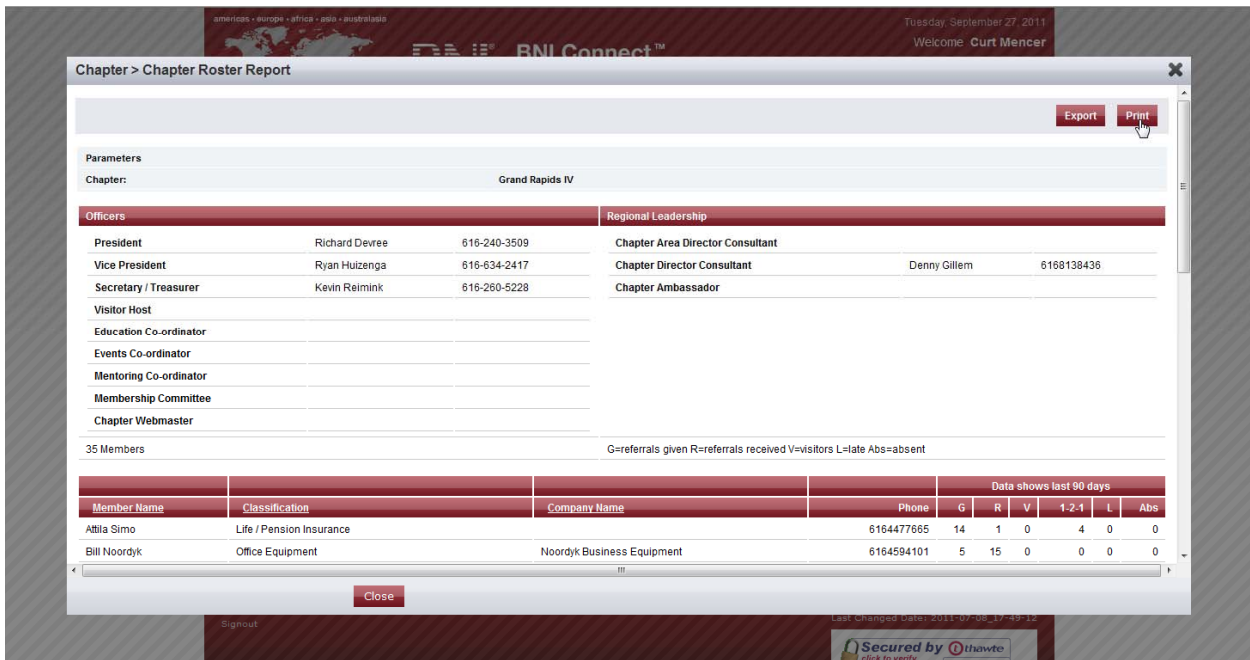 americas - europe - africa - asia - australasia
Tuesday, September 27, 2011
BNI Connect™
Welcome Curt Mencer
Chapter > Chapter Roster Report
Export Print
Parameters
Chapter: Grand Rapids IV
Officers Regional Leadership
President Richard Devree 616-240-3509 Chapter Area Director Consultant
Vice President Ryan Huizenga 616-634-2417 Chapter Director Consultant Denny Gillem 6168138436
Secretary / Treasurer Kevin Reimink 616-260-5228 Chapter Ambassador
Visitor Host
Education Co-ordinator
Events Co-ordinator
Mentoring Co-ordinator
Membership Committee
Chapter Webmaster
35 Members G=referrals given R=referrals received V=visitors L=late Abs=absent
Data shows last 90 days
Member Name Classification Company Name Phone G R V 1-2-1 L Abs
Attila Simo Life / Pension Insurance 6164477665 14 1 0 4 0 0
Bill Noordyk Office Equipment Noordyk Business Equipment 6164594101 5 15 0 0 0 0
Close
Signout
Last Changed Date: 2011-07-08_17-49-12
Secured by thawte
click to verify